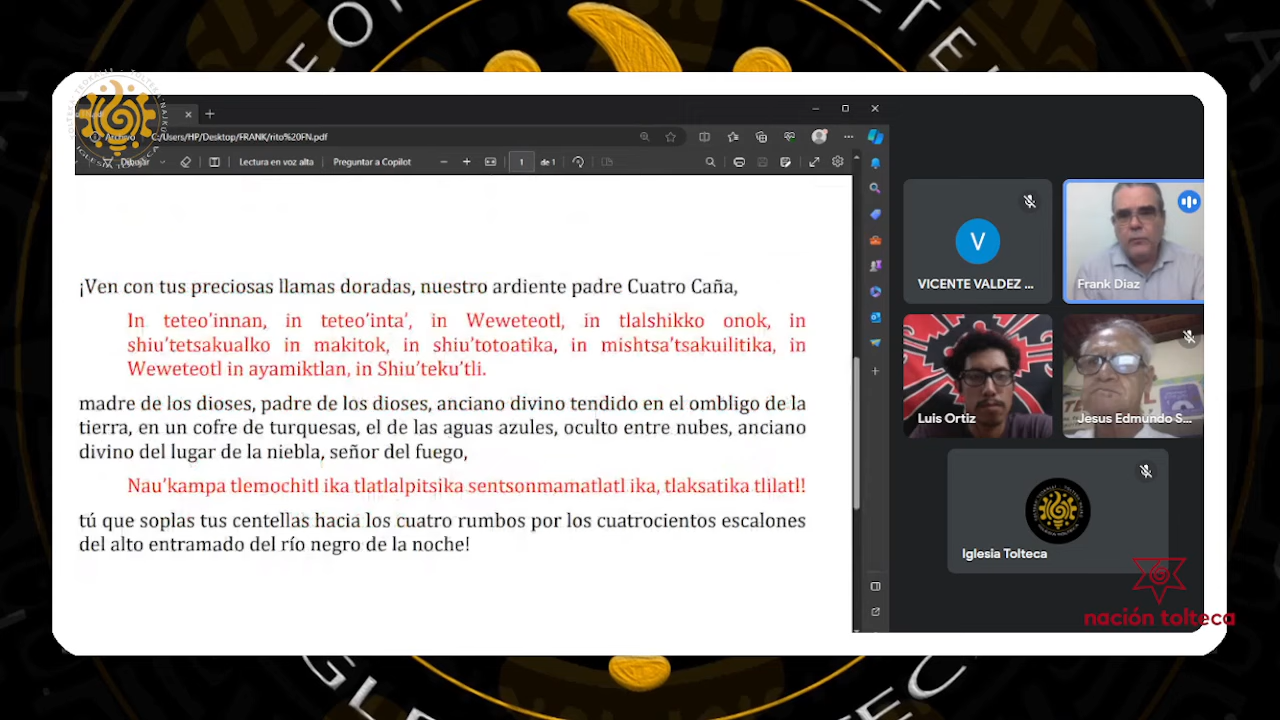 C:/Users/HP/Desktop/FRANK/rito%20FN.pdf
Dibujar
Lectura en voz alta
Preguntar a Copilot
1
de 1
¡Ven con tus preciosas llamas doradas, nuestro ardiente padre Cuatro Caña,
In teteo'innan, in teteo'inta', in Weweteotl, in tlalshikko onok, in
shiu'tetsakualko in makitok, in shiu'totoatika, in mishtsa'tsakuilitika, in
Weweteotl in ayamiktlan, in Shiu'teku'tli.
madre de los dioses, padre de los dioses, anciano divino tendido en el ombligo de la
tierra, en un cofre de turquesas, el de las aguas azules, oculto entre nubes, anciano
divino del lugar de la niebla, señor del fuego,
Nau'kampa tlemochitl ika tlatlalpitsika sentsonmamatlatl ika, tlaksatika tlilatl!
tú que soplas tus centellas hacia los cuatro rumbos por los cuatrocientos escalones
del alto entramado del río negro de la noche!
V
VICENTE VALDEZ ...
Frank Diaz
Luis Ortiz
Jesus Edmundo S...
Iglesia Tolteca
nación tolteca